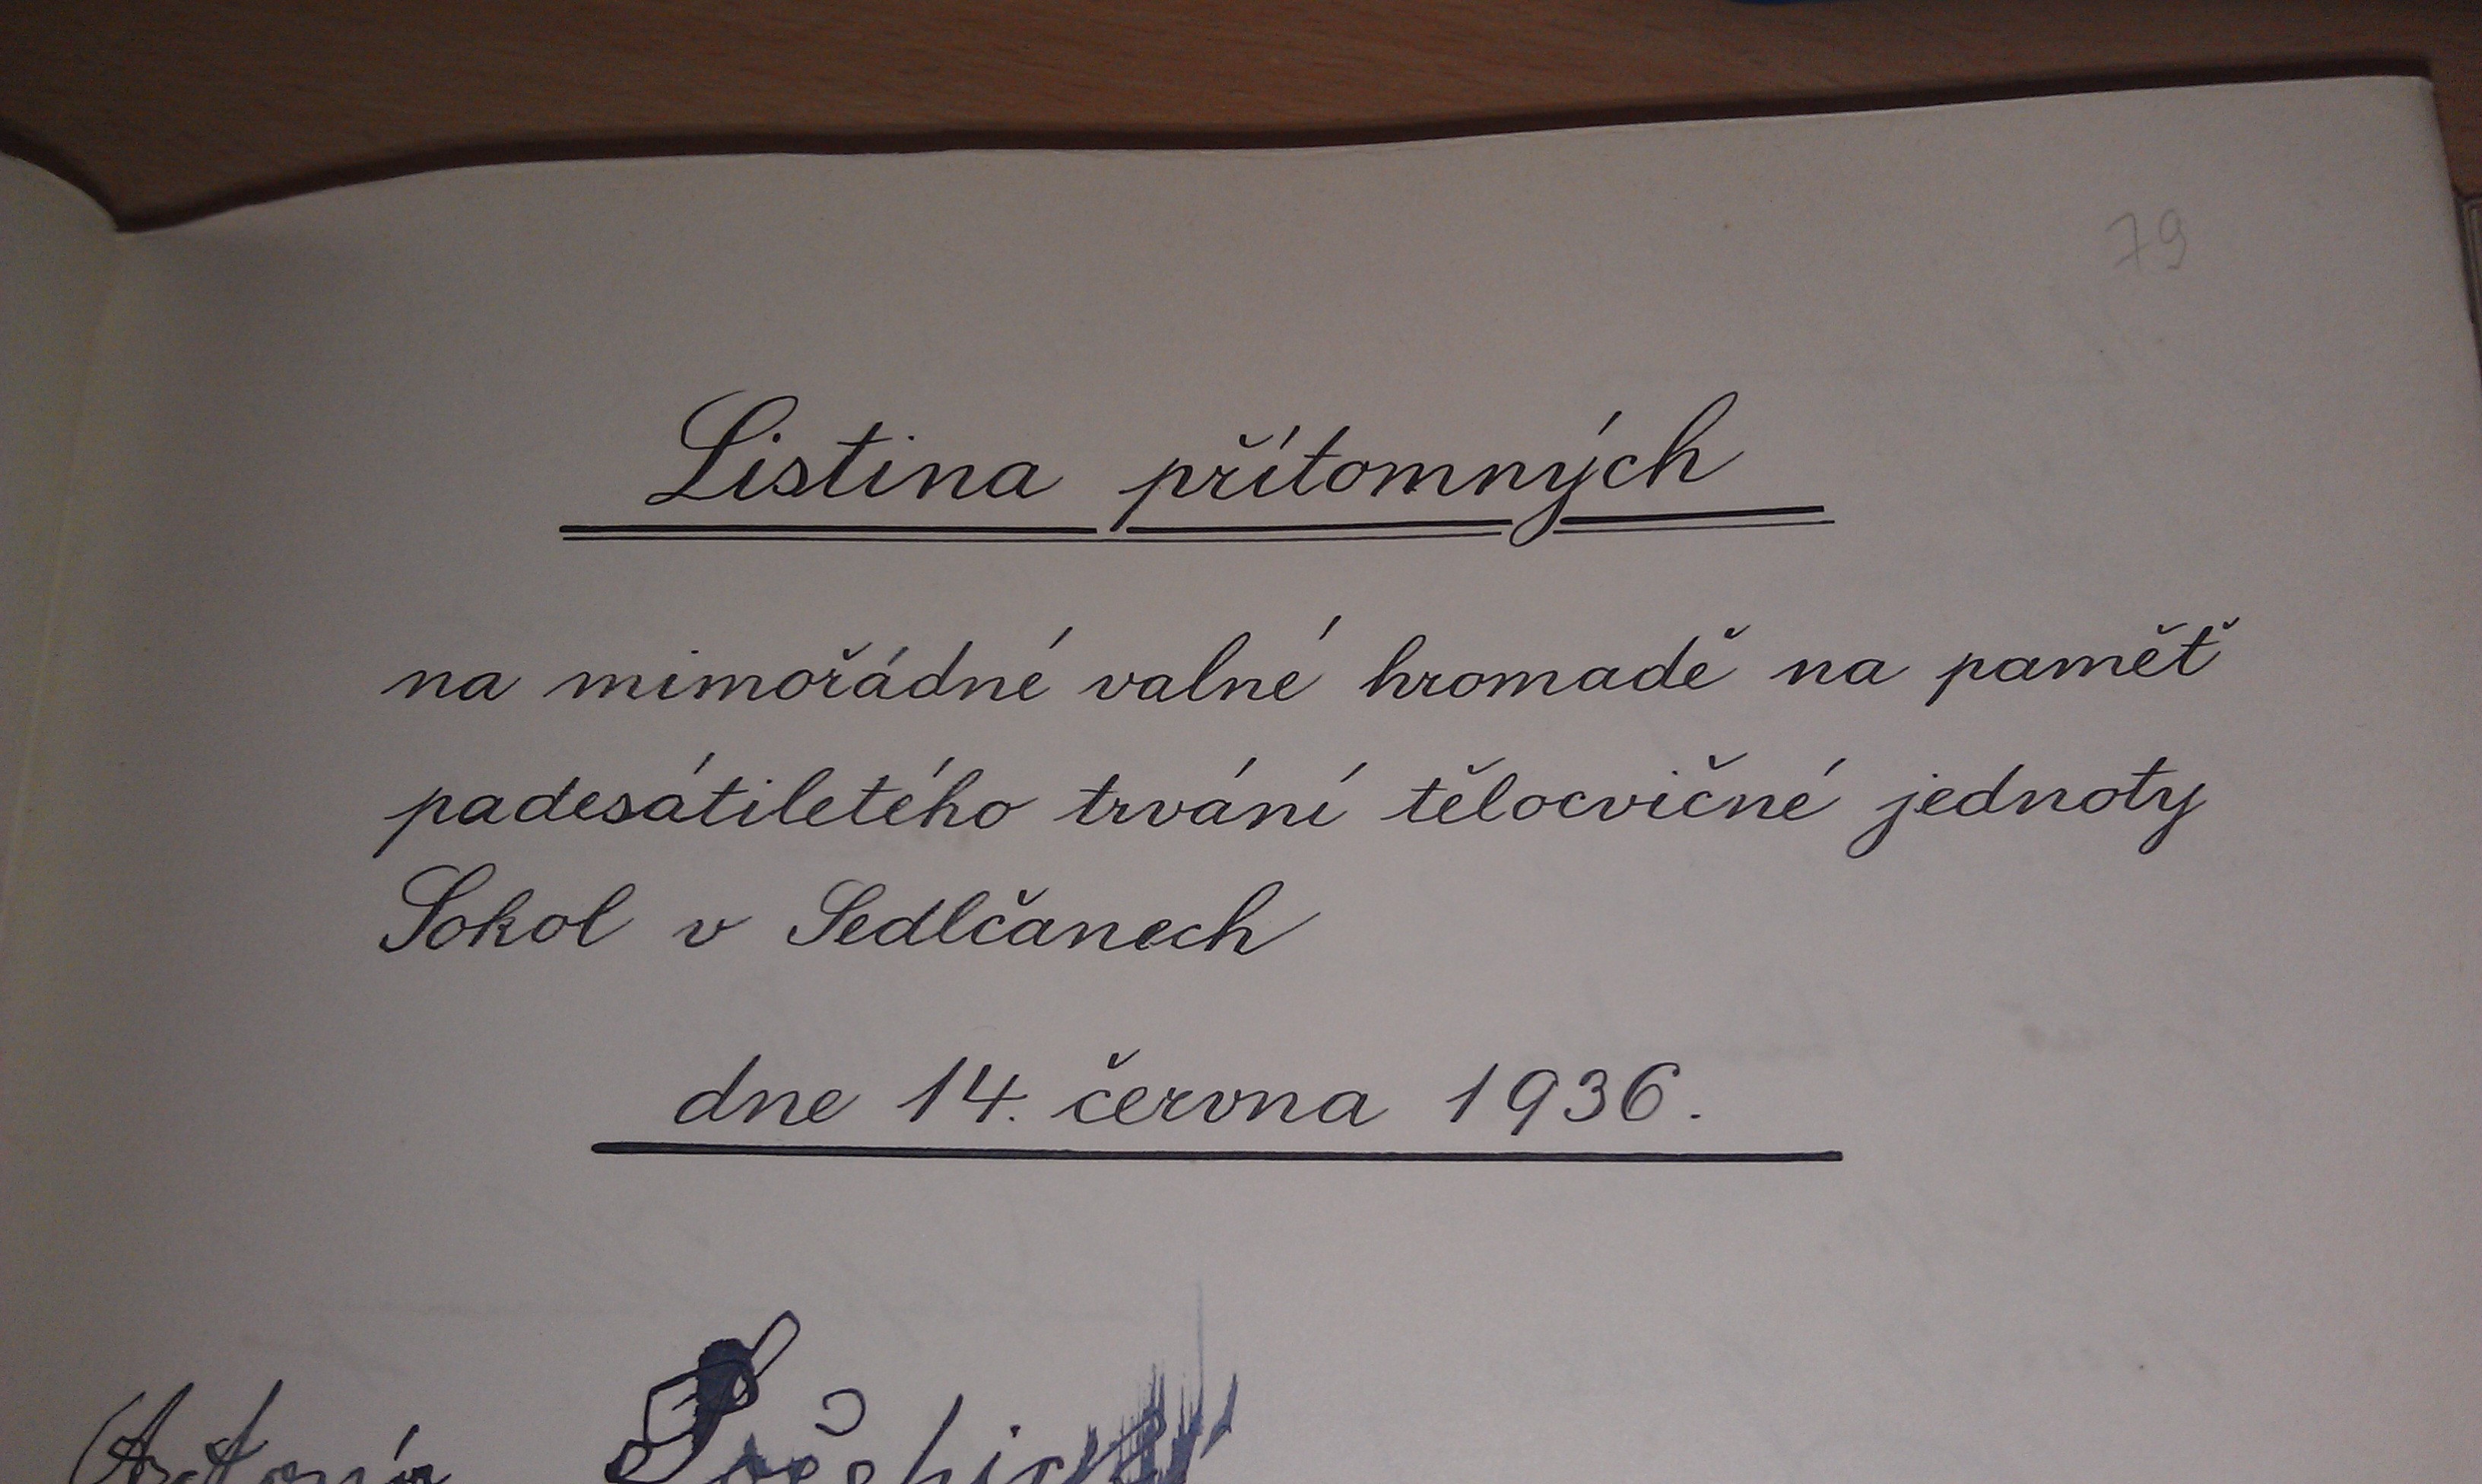 79
Listina přítomných
na mimořádné valné hromadě na paměť
padesátiletého trvání tělocvičné jednoty
Sokol v Sedlčanech
dne 14. června 1936.
Antonín